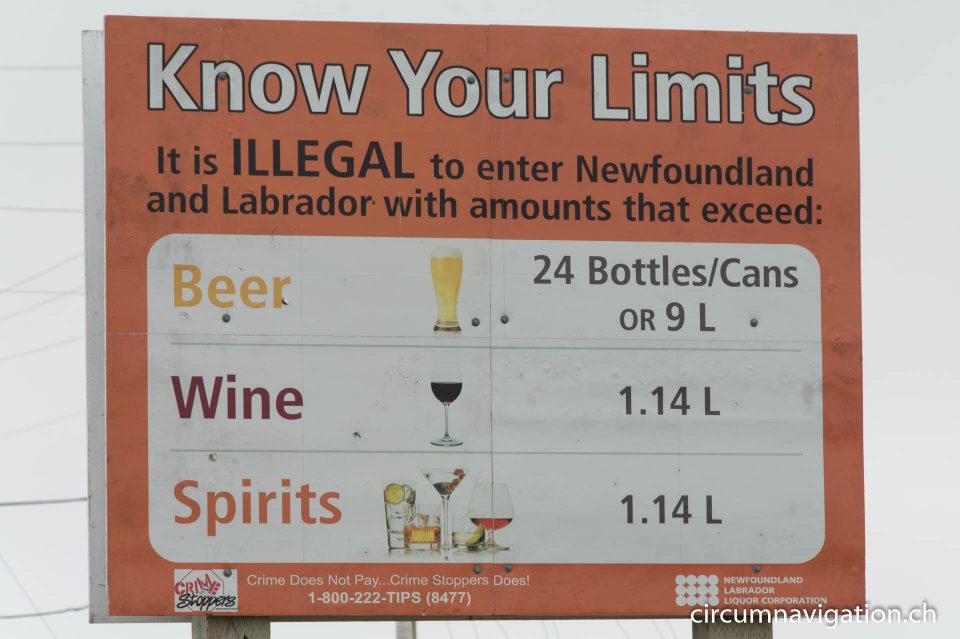 Know Your Limits
It is ILLEGAL to enter Newfoundland
and Labrador with amounts that exceed:
Beer
24 Bottles/Cans
OR 9 L
Wine
1.14 L
Spirits
1.14 L
CRIME
Stoppers
Crime Does Not Pay...Crime Stoppers Does!
1-800-222-TIPS (8477)
NEWFOUNDLAND
LABRADOR
LIQUOR CORPORATION
circumnavigation.ch